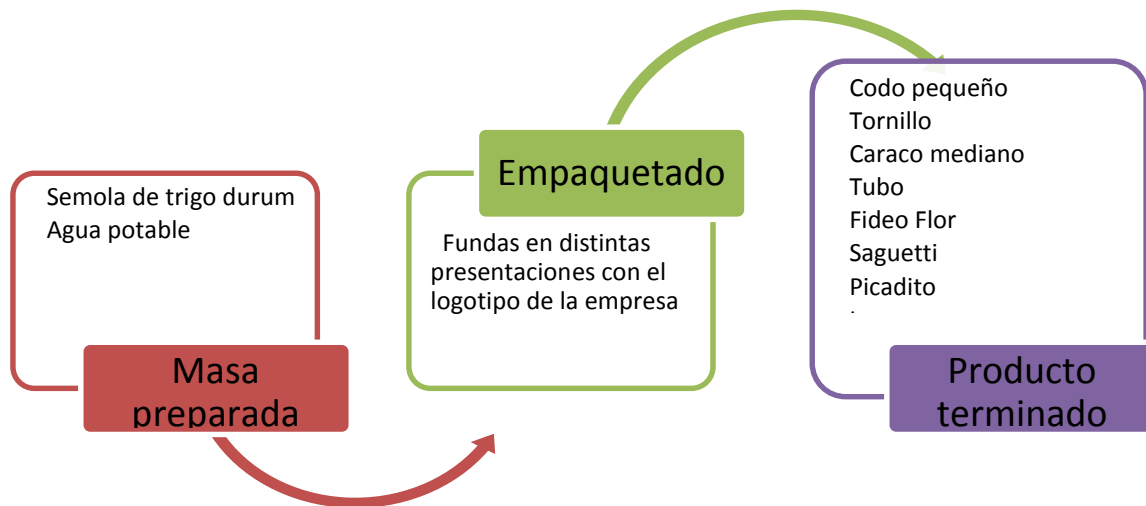 Semola de trigo durum
Agua potable
Masa
preparada
Empaquetado
Fundas en distintas
presentaciones con el
logotipo de la empresa
Codo pequeño
Tornillo
Caraco mediano
Tubo
Fideo Flor
Saguetti
Picadito
Producto
terminado